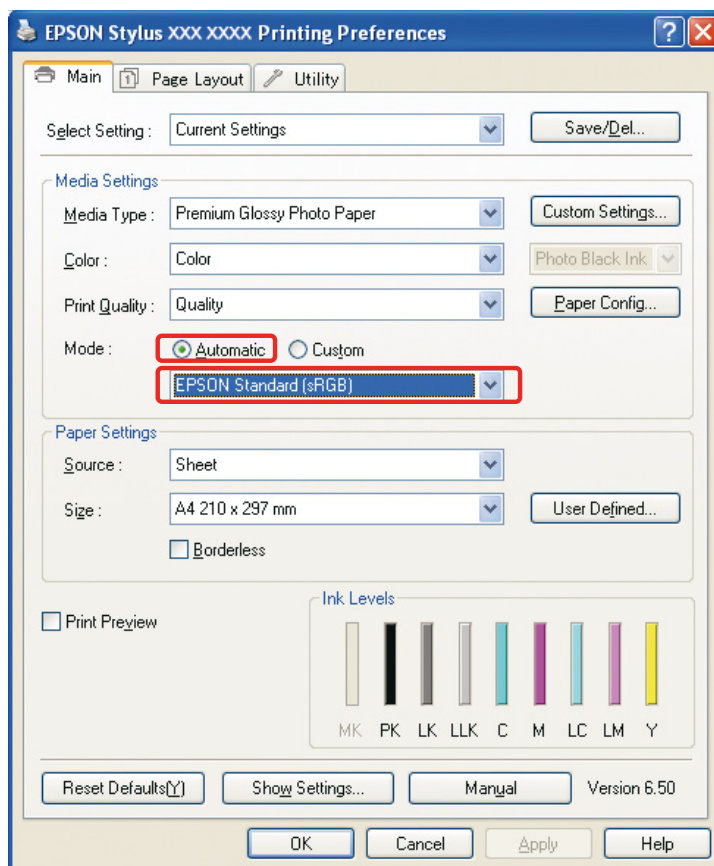 EPSON Stylus XXX XXXX Printing Preferences
Main
Page Layout
Utility
Select Setting :
Current Settings
Save/Del...
Media Settings
Media Type :
Premium Glossy Photo Paper
Custom Settings...
Color :
Color
Photo Black Ink
Print Quality :
Quality
Paper Config...
Mode :
Automatic
Custom
EPSON Standard (sRGB)
Paper Settings
Source :
Sheet
Size :
A4 210 x 297 mm
User Defined...
Borderless
Print Preview
Ink Levels
MK PK LK LLK C M LC LM Y
Reset Defaults(Y)
Show Settings...
Manual
Version 6.50
OK
Cancel
Apply
Help